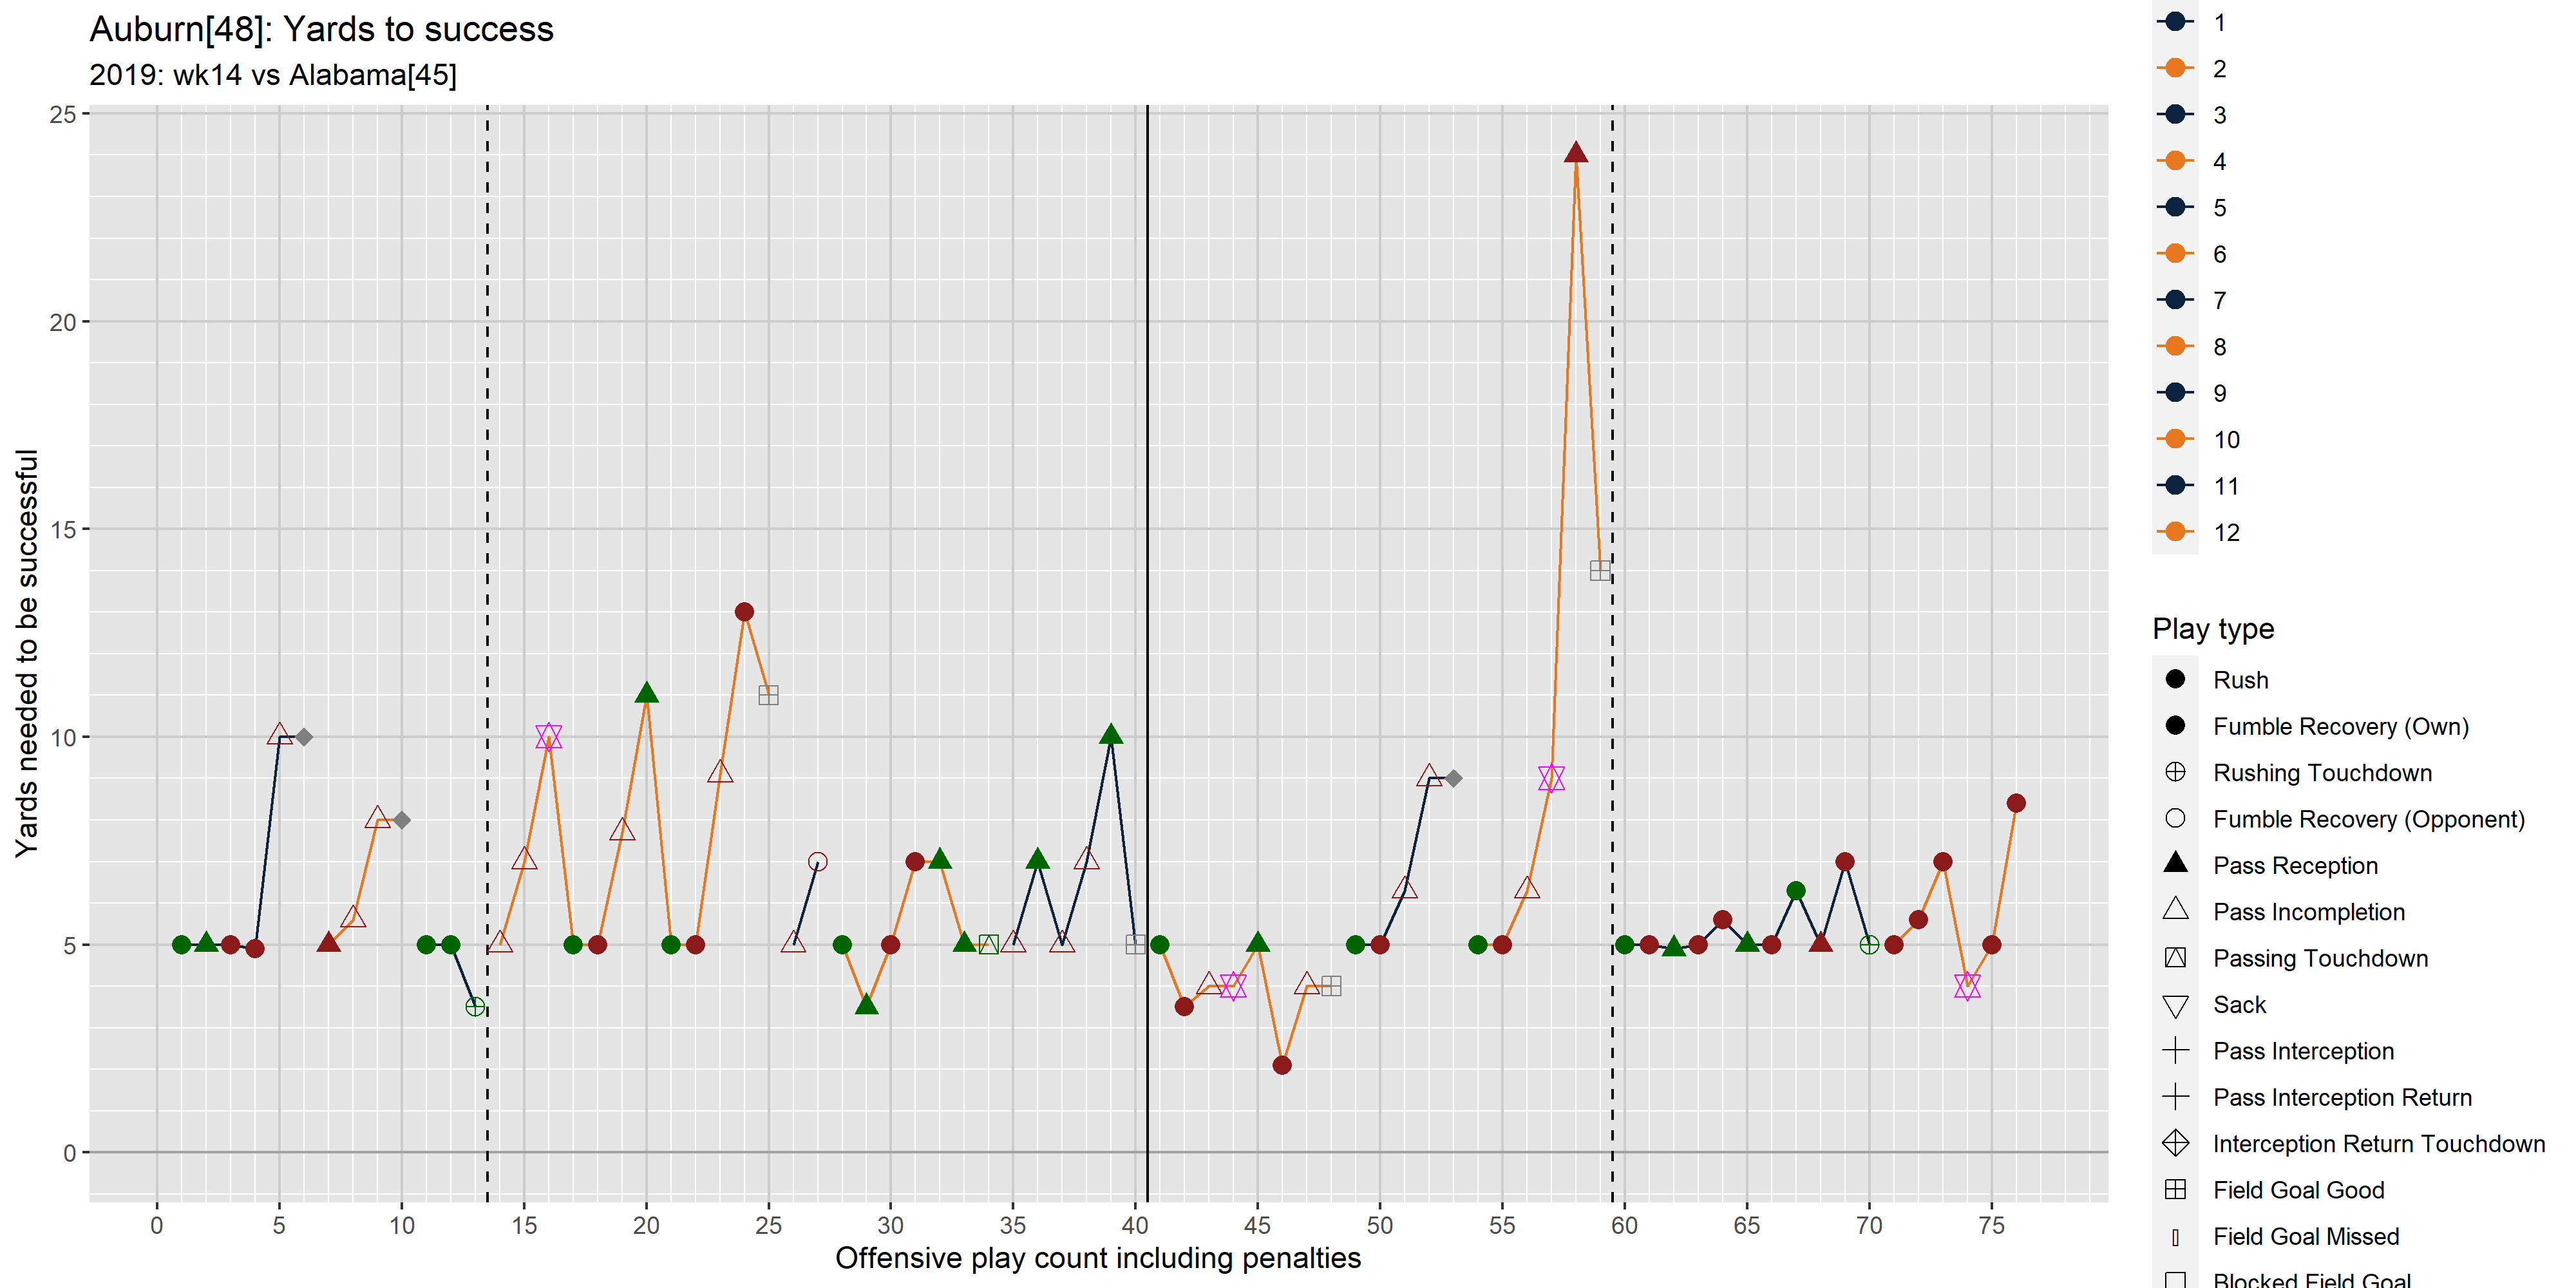 Auburn[48]: Yards to success
2019: wk14 vs Alabama[45]
Yards needed to be successful
25
20
15
10
5
0
0 5 10 15 20 25 30 35 40 45 50 55 60 65 70 75
Offensive play count including penalties
1
2
3
4
5
6
7
8
9
10
11
12
Play type
Rush
Fumble Recovery (Own)
Rushing Touchdown
Fumble Recovery (Opponent)
Pass Reception
Pass Incompletion
Passing Touchdown
Sack
Pass Interception
Pass Interception Return
Interception Return Touchdown
Field Goal Good
Field Goal Missed
Blocked Field Goal